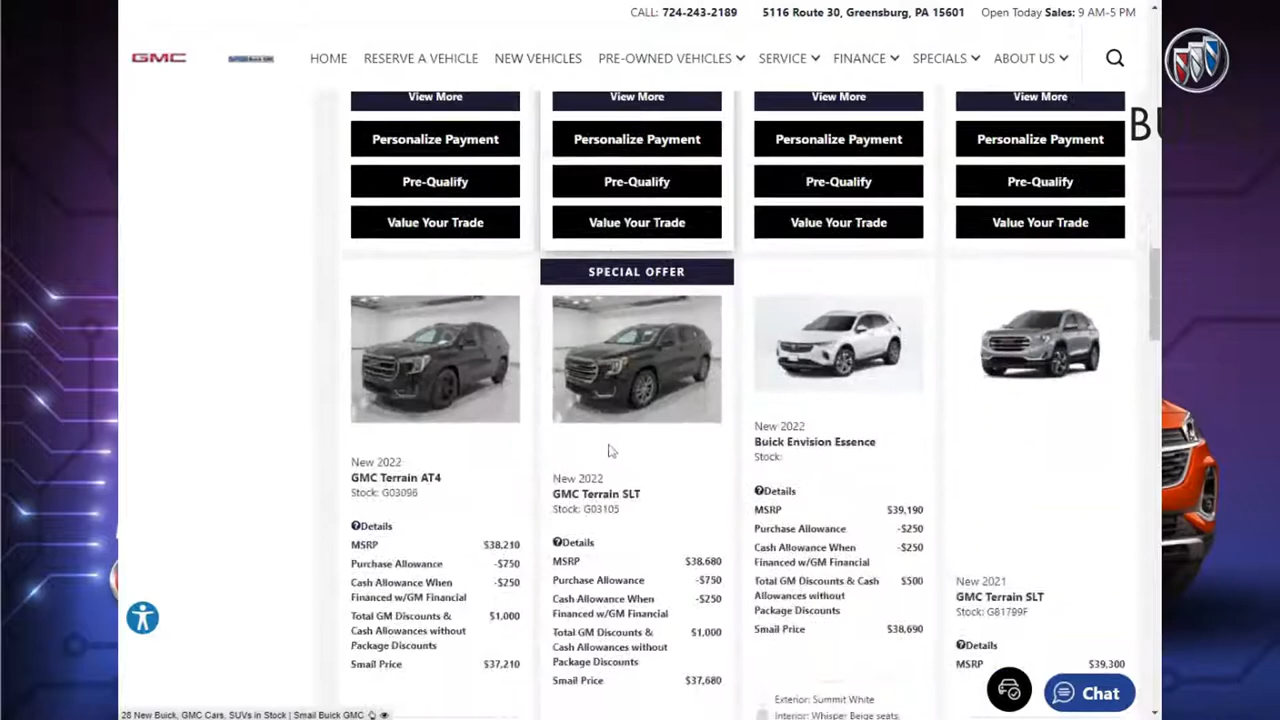 CALL: 724-243-2189 5116 Route 30, Greensburg, PA 15601 Open Today Sales: 9 AM-5 PM
GMC HOME RESERVE A VEHICLE NEW VEHICLES PRE-OWNED VEHICLES SERVICE FINANCE SPECIALS ABOUT US
BU
View More View More View More View More
Personalize Payment Personalize Payment Personalize Payment Personalize Payment
Pre-Qualify Pre-Qualify Pre-Qualify Pre-Qualify
Value Your Trade Value Your Trade Value Your Trade Value Your Trade
New 2022
GMC Terrain AT4
Stock: G03096
Details
MSRP $38,210
Purchase Allowance -$750
Cash Allowance When -$250
Financed w/GM Financial
Total GM Discounts & $1,000
Cash Allowances without
Package Discounts
Smail Price $37,210
SPECIAL OFFER
New 2022
GMC Terrain SLT
Stock: G03105
Details
MSRP $38,680
Purchase Allowance -$750
Cash Allowance When -$250
Financed w/GM Financial
Total GM Discounts & $1,000
Cash Allowances without
Package Discounts
Smail Price $37,680
New 2022
Buick Envision Essence
Stock:
Details
MSRP $39,190
Purchase Allowance -$250
Cash Allowance When -$250
Financed w/GM Financial
Total GM Discounts & Cash $500
Allowances without
Package Discounts
Smail Price $38,690
Exterior: Summit White
Interior: Whisper Beige seats,
New 2021
GMC Terrain SLT
Stock: G81799F
Details
MSRP $39,300
Chat
28 New Buick, GMC Cars, SUVs in Stock | Smail Buick GMC